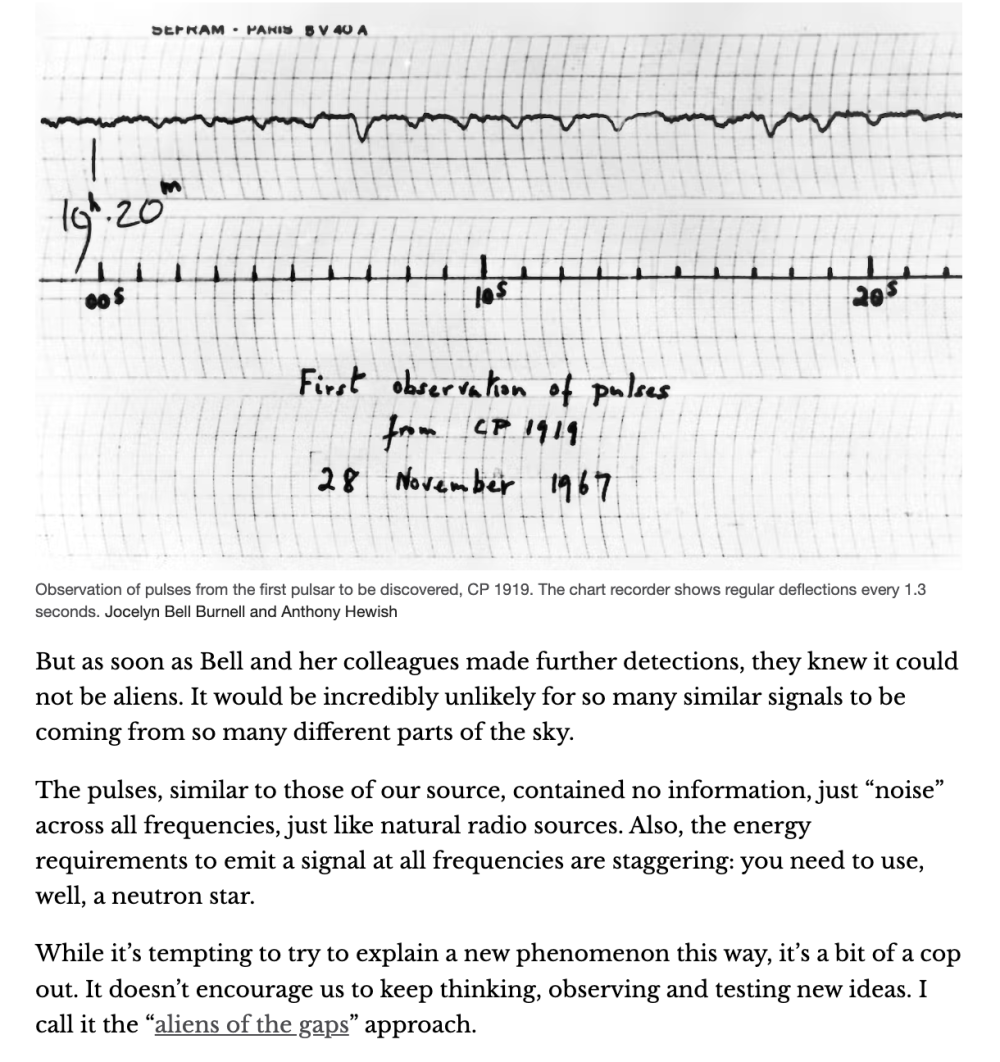 SEFRAM - PARIS BV 40 A
19ʰ.20ᵐ
00ˢ 10ˢ 20ˢ
First observation of pulses
from CP 1919
28 November 1967
Observation of pulses from the first pulsar to be discovered, CP 1919. The chart recorder shows regular deflections every 1.3
seconds. Jocelyn Bell Burnell and Anthony Hewish
But as soon as Bell and her colleagues made further detections, they knew it could
not be aliens. It would be incredibly unlikely for so many similar signals to be
coming from so many different parts of the sky.
The pulses, similar to those of our source, contained no information, just “noise”
across all frequencies, just like natural radio sources. Also, the energy
requirements to emit a signal at all frequencies are staggering: you need to use,
well, a neutron star.
While it’s tempting to try to explain a new phenomenon this way, it’s a bit of a cop
out. It doesn’t encourage us to keep thinking, observing and testing new ideas. I
call it the “aliens of the gaps” approach.